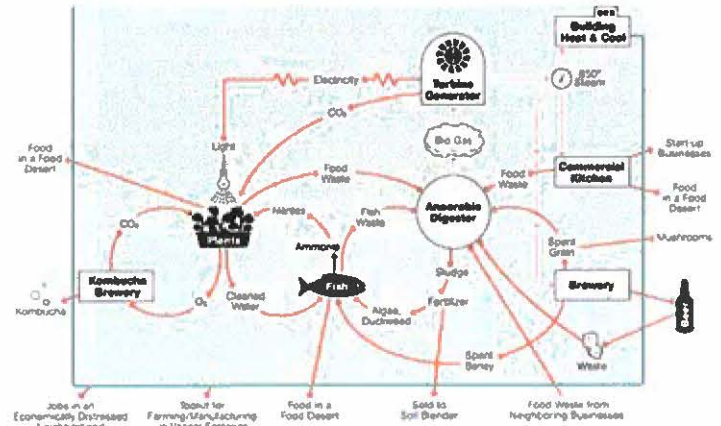 Building
Heat & Cool
850°
Steam
Electricity
Turbine
Generator
CO₂
Light
Bio Gas
Food
in a Food
Desert
Start-up
Businesses
Food
Waste
Food
Waste
Commercial
Kitchen
Food
in a Food
Desert
CO₂
Nitrates
Fish
Waste
Anaerobic
Digester
Plants
Ammonia
Mushrooms
Spent
Grain
Kombucha
Brewery
Fish
Sludge
Brewery
O₂
Cleaned
Water
Fertilizer
Kombucha
Algae,
Duckweed
Beer
Spent
Barley
Waste
Jobs in an
Economically Distressed
Food in a
Food Desert
Sold to
Soil Blender
Food Waste from
Neighboring Businesses
Farming/Manufacturing